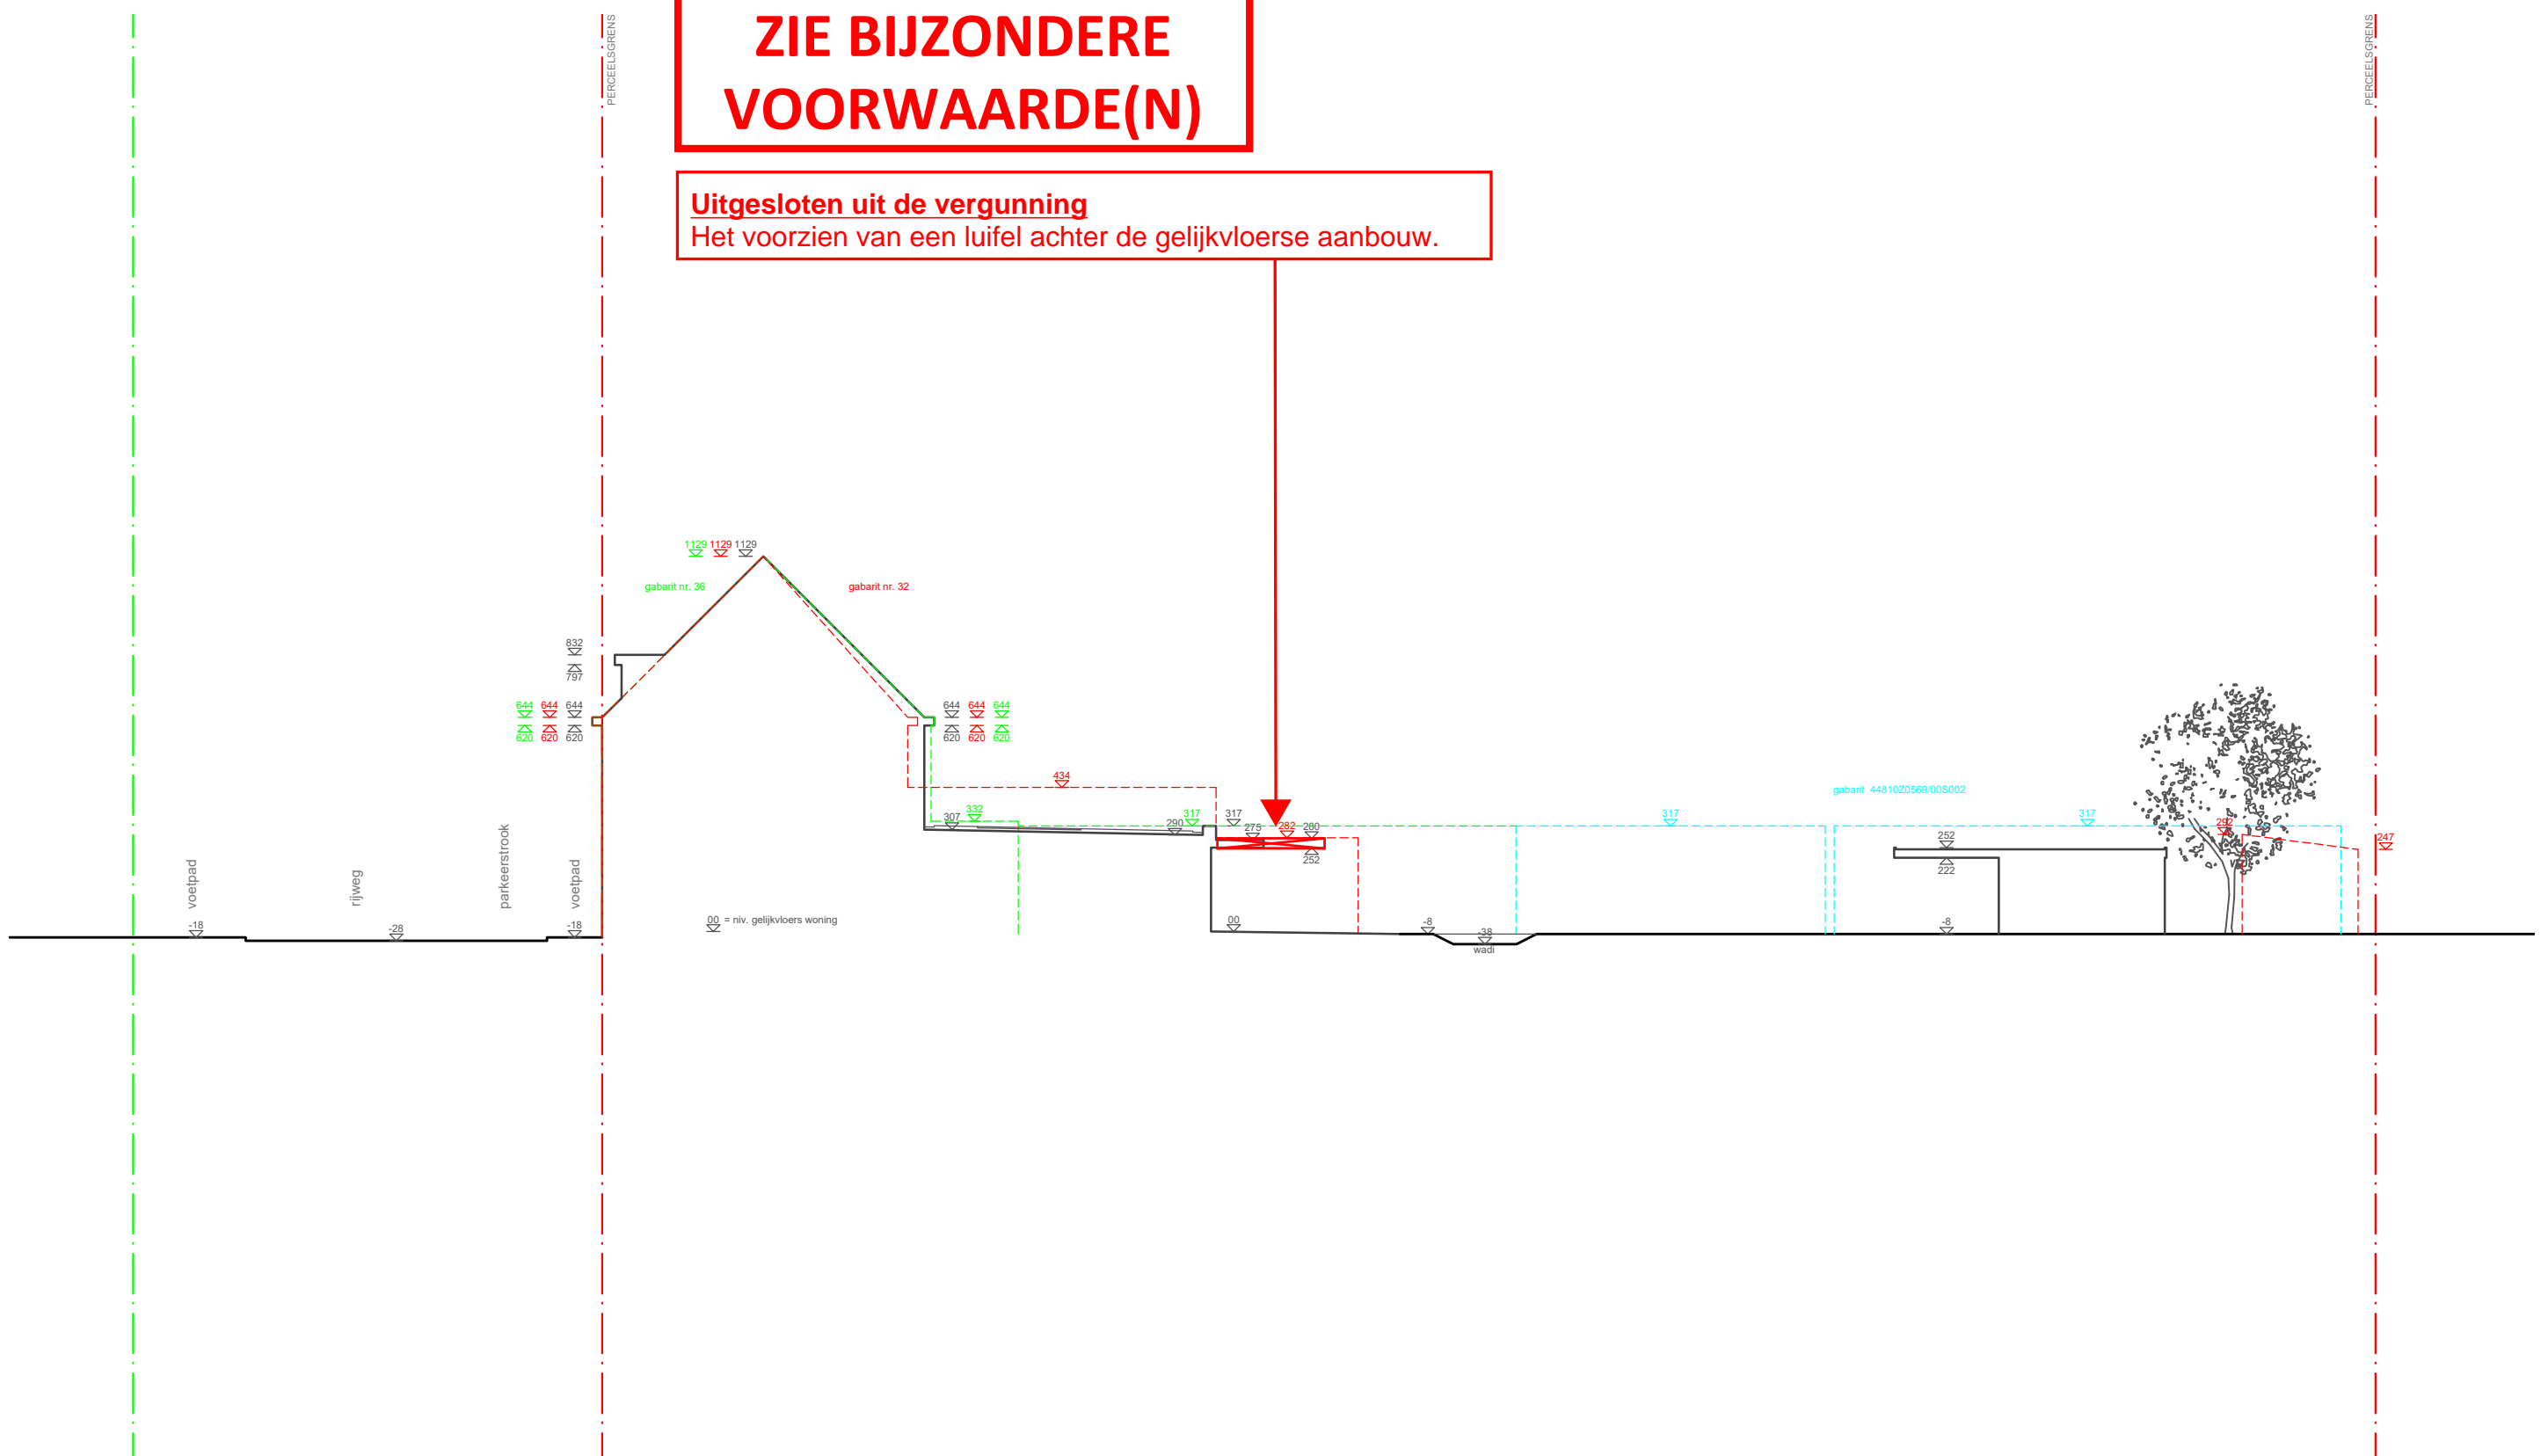 PERCEELSGRENS
ZIE BIJZONDERE
VOORWAARDE(N)
PERCEELSGRENS
Uitgesloten uit de vergunning
Het voorzien van een luifel achter de gelijkvloerse aanbouw.
1129 1129 1129
gabarit nr. 36
gabarit nr. 32
832
797
644 644 644
620 620 620
644 644 644
620 620 620
434
gabarit 44810Z0569/00S002
332
307
317
317
290
275
282
280
252
317
317
292
247
252
222
voetpad
rijweg
parkeerstrook
voetpad
-18
-28
-18
00 = niv. gelijkvloers woning
00
-8
-38
wadi
-8